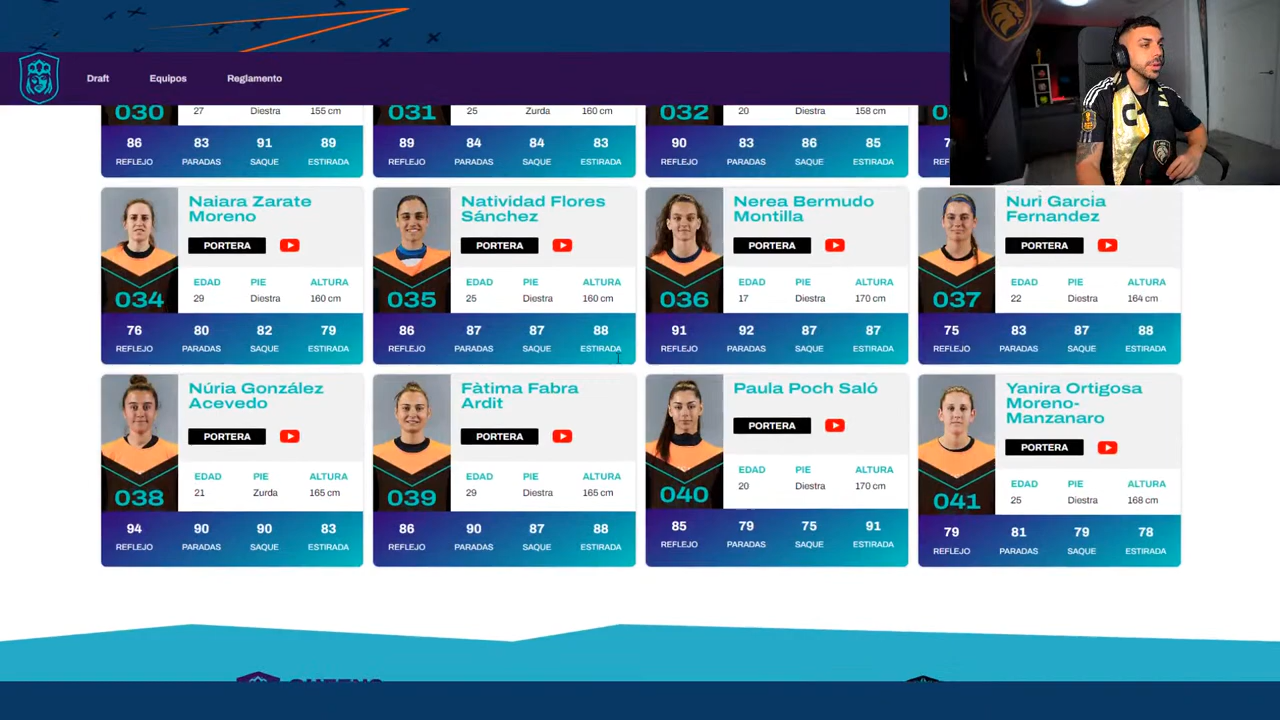 Draft Equipos Reglamento
030 27 Diestra 155 cm
86 83 91 89
REFLEJO PARADAS SAQUE ESTIRADA
031 25 Zurda 160 cm
89 84 84 83
REFLEJO PARADAS SAQUE ESTIRADA
032 20 Diestra 158 cm
90 83 86 85
REFLEJO PARADAS SAQUE ESTIRADA
Naiara Zarate
Moreno
PORTERA
EDAD PIE ALTURA
29 Diestra 160 cm
034
76 80 82 79
REFLEJO PARADAS SAQUE ESTIRADA
Natividad Flores
Sánchez
PORTERA
EDAD PIE ALTURA
25 Diestra 160 cm
035
86 87 87 88
REFLEJO PARADAS SAQUE ESTIRADA
Nerea Bermudo
Montilla
PORTERA
EDAD PIE ALTURA
17 Diestra 170 cm
036
91 92 87 87
REFLEJO PARADAS SAQUE ESTIRADA
Nuri Garcia
Fernandez
PORTERA
EDAD PIE ALTURA
22 Diestra 164 cm
037
75 83 87 88
REFLEJO PARADAS SAQUE ESTIRADA
Núria González
Acevedo
PORTERA
EDAD PIE ALTURA
21 Zurda 165 cm
038
94 90 90 83
REFLEJO PARADAS SAQUE ESTIRADA
Fàtima Fabra
Ardit
PORTERA
EDAD PIE ALTURA
29 Diestra 165 cm
039
86 90 87 88
REFLEJO PARADAS SAQUE ESTIRADA
Paula Poch Saló
PORTERA
EDAD PIE ALTURA
20 Diestra 170 cm
040
85 79 75 91
REFLEJO PARADAS SAQUE ESTIRADA
Yanira Ortigosa
Moreno-
Manzanaro
PORTERA
EDAD PIE ALTURA
25 Diestra 168 cm
041
79 81 79 78
REFLEJO PARADAS SAQUE ESTIRADA